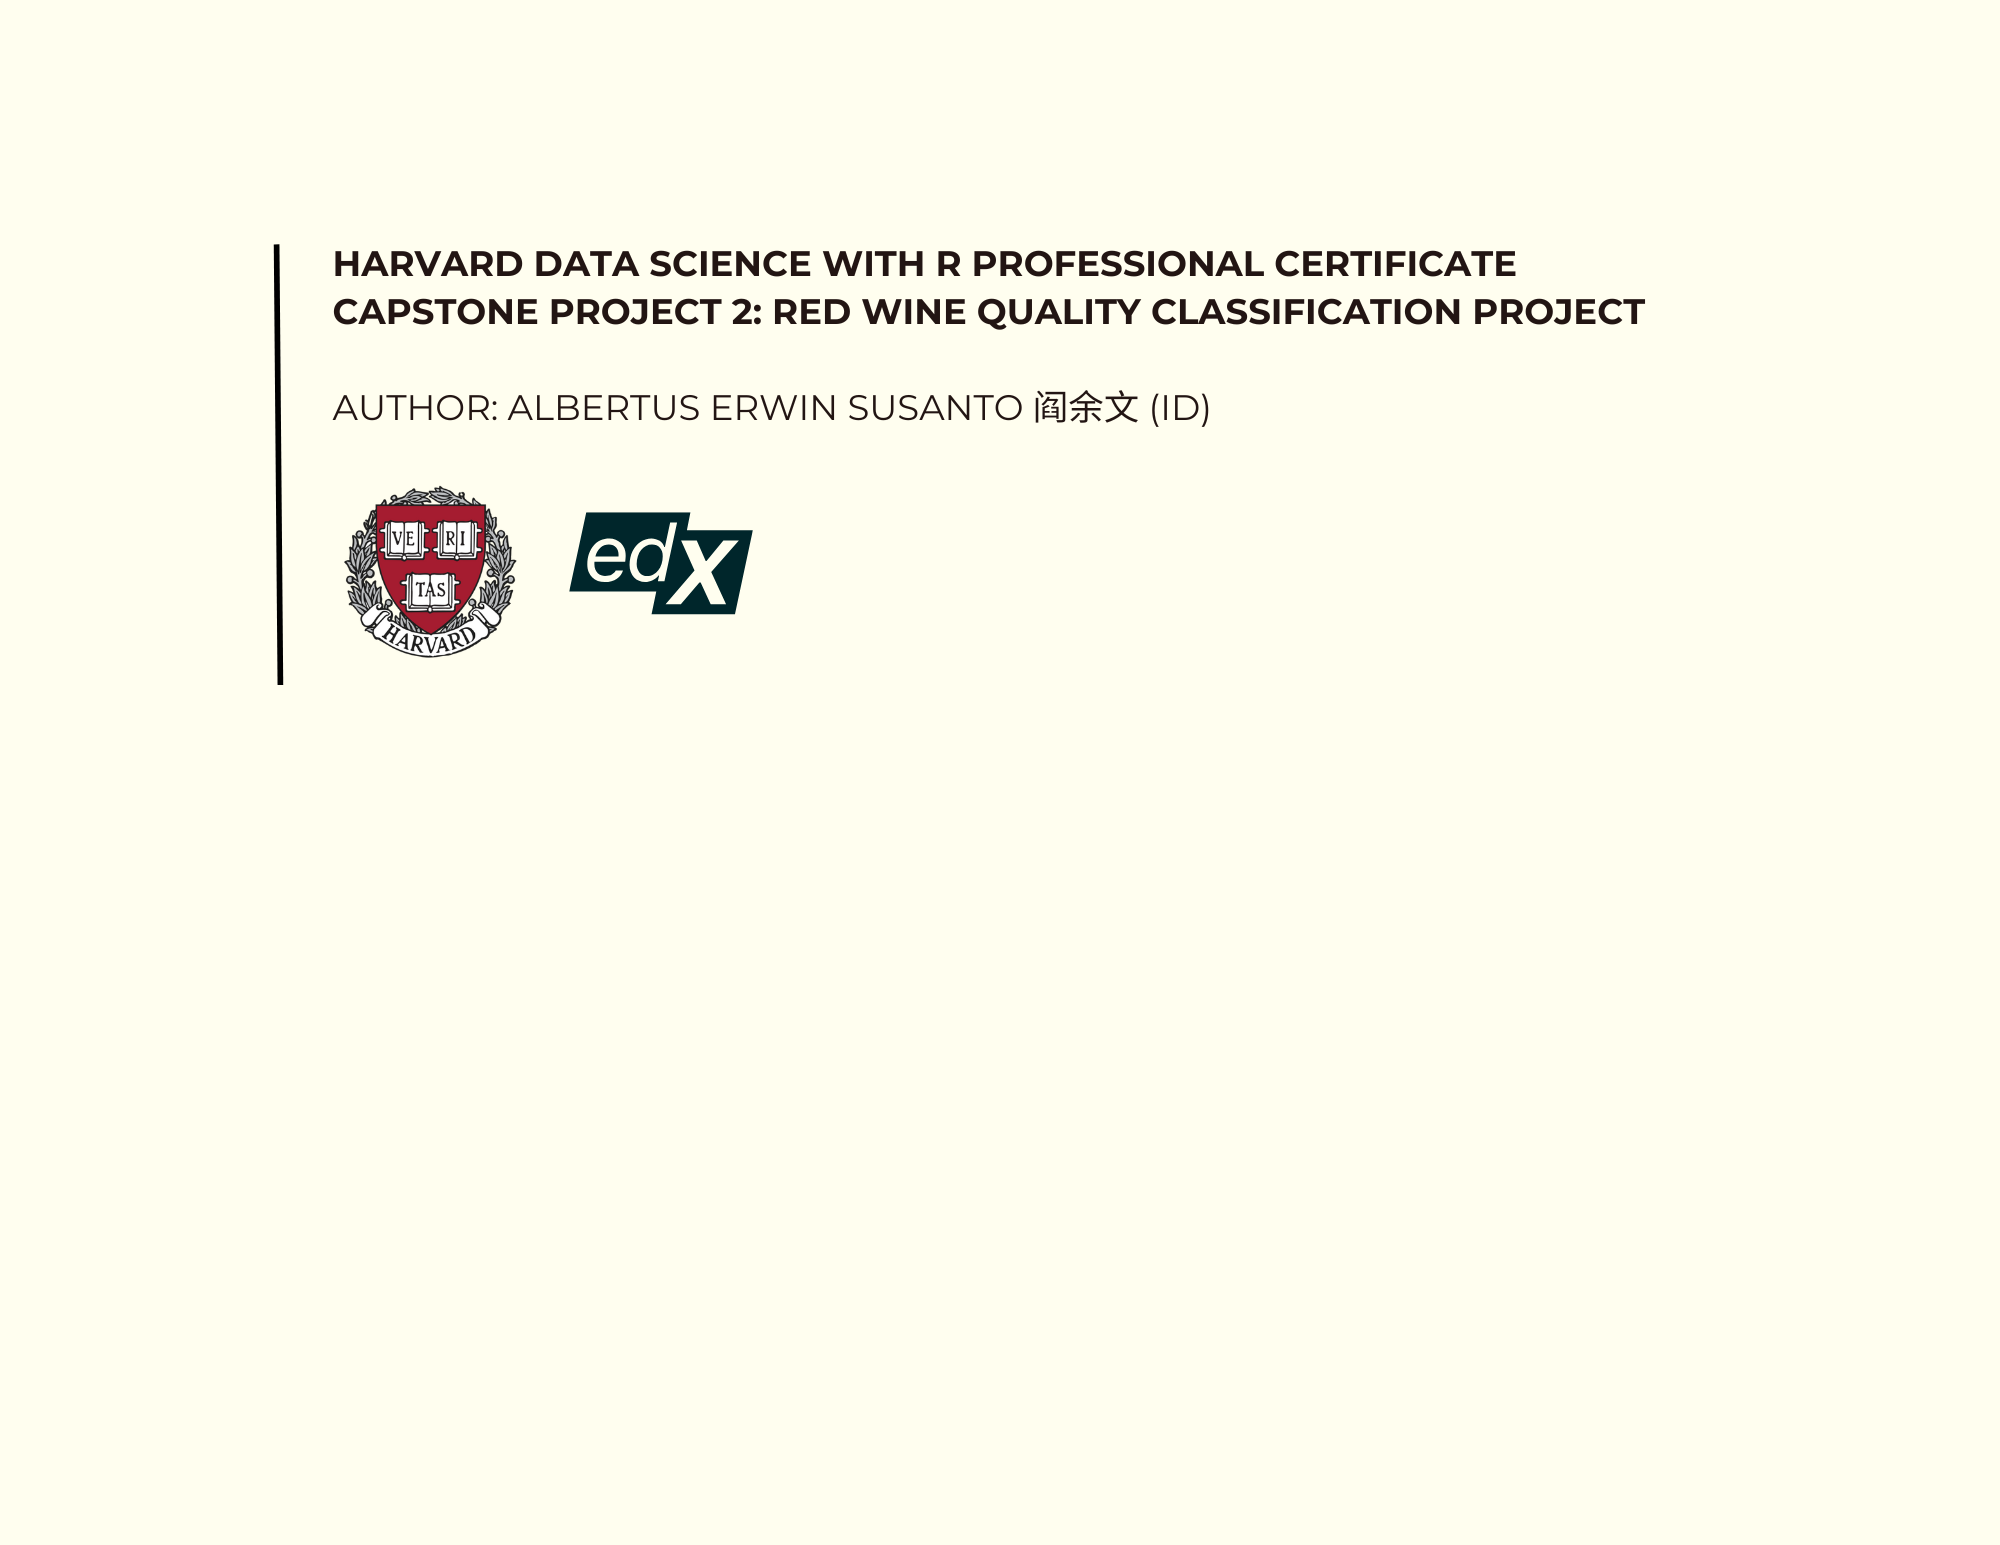 HARVARD DATA SCIENCE WITH R PROFESSIONAL CERTIFICATE
CAPSTONE PROJECT 2: RED WINE QUALITY CLASSIFICATION PROJECT
AUTHOR: ALBERTUS ERWIN SUSANTO 阎余文 (ID)
VE RI
TAS
HARVARD
edX